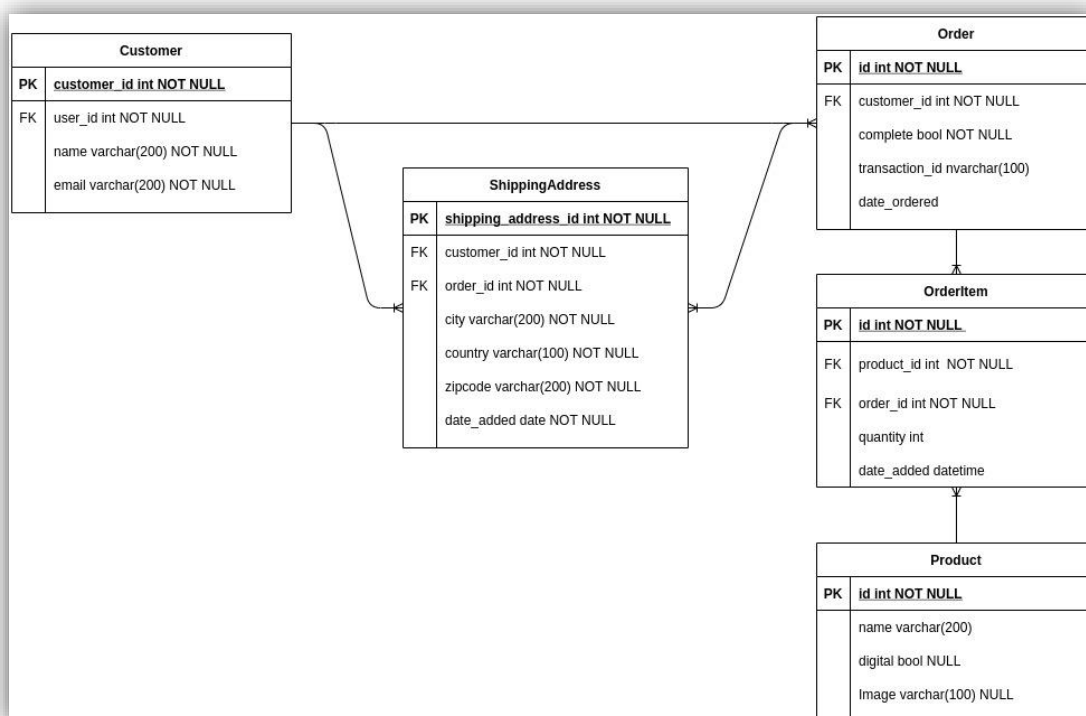 Customer
PK customer_id int NOT NULL
FK user_id int NOT NULL
name varchar(200) NOT NULL
email varchar(200) NOT NULL
ShippingAddress
PK shipping_address_id int NOT NULL
FK customer_id int NOT NULL
FK order_id int NOT NULL
city varchar(200) NOT NULL
country varchar(100) NOT NULL
zipcode varchar(200) NOT NULL
date_added date NOT NULL
Order
PK id int NOT NULL
FK customer_id int NOT NULL
complete bool NOT NULL
transaction_id nvarchar(100)
date_ordered
OrderItem
PK id int NOT NULL
FK product_id int NOT NULL
FK order_id int NOT NULL
quantity int
date_added datetime
Product
PK id int NOT NULL
name varchar(200)
digital bool NULL
Image varchar(100) NULL